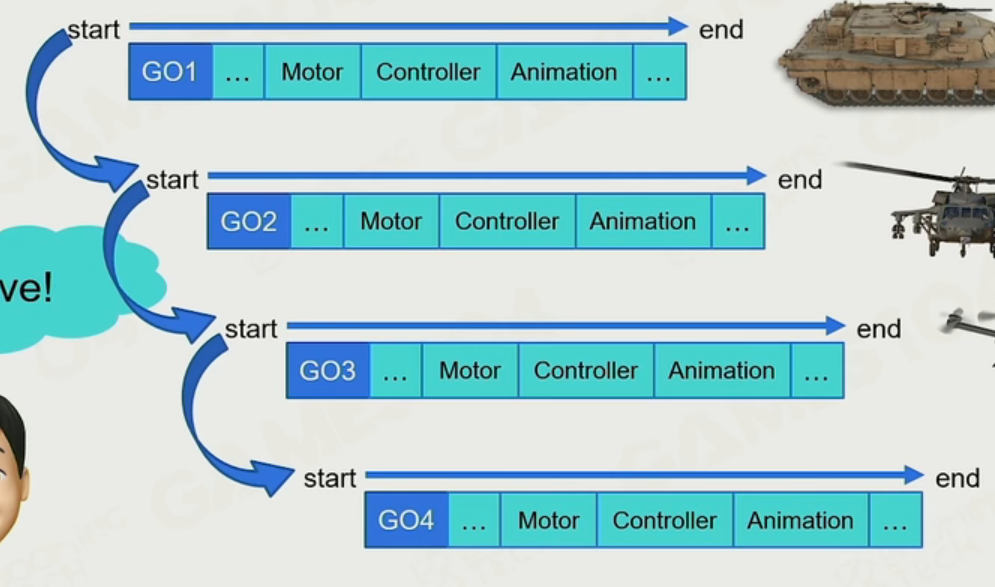 start end
GO1 ... Motor Controller Animation ...
start end
GO2 ... Motor Controller Animation ...
ve!
start end
GO3 ... Motor Controller Animation ...
start end
GO4 ... Motor Controller Animation ...